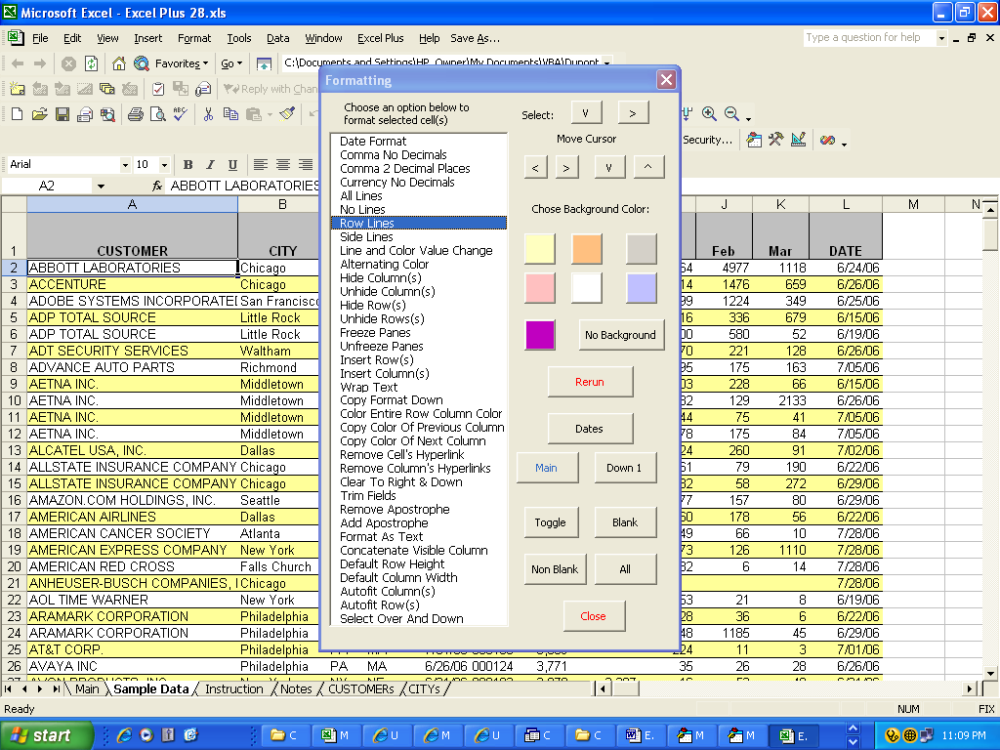 Microsoft Excel - Excel Plus 28.xls
File Edit View Insert Format Tools Data Window Excel Plus Help Save As...
Type a question for help
Favorites Go C:\Documents and Settings\HP_Owner\My Documents\VBA\Dupont
Reply with Chan
Security...
Arial 10 B I U
A2 fx ABBOTT LABORATORIES
Formatting
Choose an option below to
format selected cell(s)
Date Format
Comma No Decimals
Comma 2 Decimal Places
Currency No Decimals
All Lines
No Lines
Row Lines
Side Lines
Line and Color Value Change
Alternating Color
Hide Column(s)
Unhide Column(s)
Hide Row(s)
Unhide Rows(s)
Freeze Panes
Unfreeze Panes
Insert Row(s)
Insert Column(s)
Wrap Text
Copy Format Down
Color Entire Row Column Color
Copy Color Of Previous Column
Copy Color Of Next Column
Remove Cell's Hyperlink
Remove Column's Hyperlinks
Clear To Right & Down
Trim Fields
Remove Apostrophe
Add Apostrophe
Format As Text
Concatenate Visible Column
Default Row Height
Default Column Width
Autofit Column(s)
Autofit Row(s)
Select Over And Down
Select: V >
Move Cursor
< > V ^
Chose Background Color:
No Background
Rerun
Dates
Main Down 1
Toggle Blank
Non Blank All
Close
A B J K L M N
1 CUSTOMER CITY Feb Mar DATE
2 ABBOTT LABORATORIES Chicago 64 4977 1118 6/24/06
3 ACCENTURE Chicago 14 1476 659 6/26/06
4 ADOBE SYSTEMS INCORPORATE San Francisco 99 1224 349 6/25/06
5 ADP TOTAL SOURCE Little Rock 16 336 679 6/15/06
6 ADP TOTAL SOURCE Little Rock 00 580 52 6/19/06
7 ADT SECURITY SERVICES Waltham 70 221 128 6/26/06
8 ADVANCE AUTO PARTS Richmond 95 175 163 7/05/06
9 AETNA INC. Middletown 03 228 66 6/15/06
10 AETNA INC. Middletown 82 129 2133 6/26/06
11 AETNA INC. Middletown 44 75 41 7/05/06
12 AETNA INC. Middletown 78 175 84 7/05/06
13 ALCATEL USA, INC. Dallas 24 260 91 7/02/06
14 ALLSTATE INSURANCE COMPANY Chicago 61 79 190 6/22/06
15 ALLSTATE INSURANCE COMPANY Chicago 82 58 272 6/29/06
16 AMAZON.COM HOLDINGS, INC. Seattle 77 157 80 6/29/06
17 AMERICAN AIRLINES Dallas 60 178 56 6/22/06
18 AMERICAN CANCER SOCIETY Atlanta 49 66 10 7/28/06
19 AMERICAN EXPRESS COMPANY New York 73 126 1110 7/28/06
20 AMERICAN RED CROSS Falls Church 82 6 14 7/28/06
21 ANHEUSER-BUSCH COMPANIES, I Chicago 7/28/06
22 AOL TIME WARNER New York 53 21 8 6/19/06
23 ARAMARK CORPORATION Philadelphia 28 36 6 6/22/06
24 ARAMARK CORPORATION Philadelphia 48 1185 45 6/29/06
25 AT&T CORP. Philadelphia 224 11 3 7/01/06
26 AVAYA INC Philadelphia PA MA 6/26/06 000124 3,771 35 26 28 6/26/06
Main Sample Data Instruction Notes CUSTOMERs CITYs
Ready NUM FIX
start C M U M U C C W E. M M E. 11:09 PM